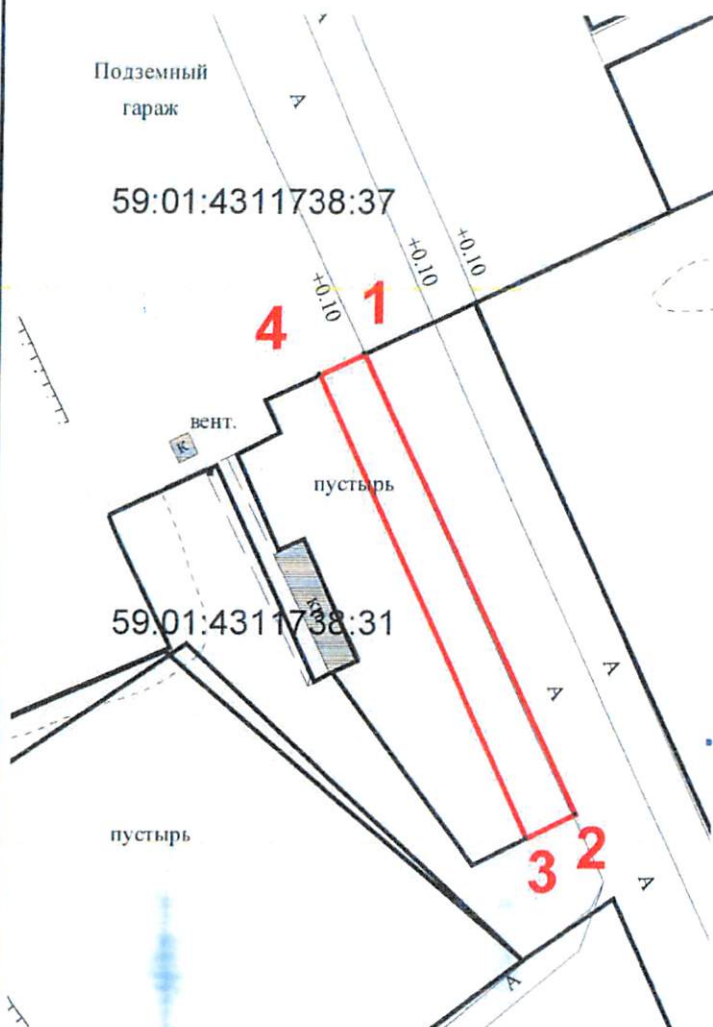 А
Подземный
гараж
59:01:4311738:37
+0.10
+0.10
+0.10
1
4
вент.
К
пустырь
59:01:4311738:31
А
А
пустырь
2
3
А
А